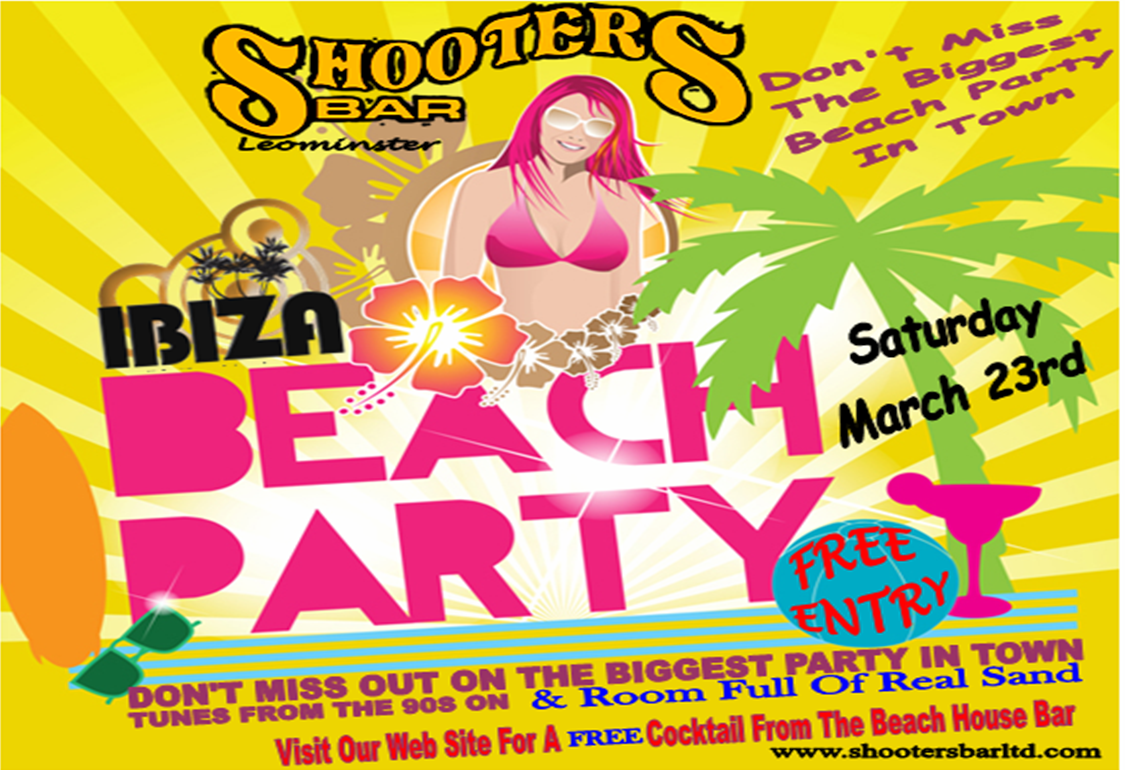 SHOOTERS
BAR
Leominster
Don't Miss
The Biggest
Beach Party
In Town
IBIZA
BEACH
PARTY
Saturday
March 23rd
FREE
ENTRY
DON'T MISS OUT ON THE BIGGEST PARTY IN TOWN
TUNES FROM THE 90S ON & Room Full Of Real Sand
Visit Our Web Site For A FREE Cocktail From The Beach House Bar
www.shootersbarltd.com